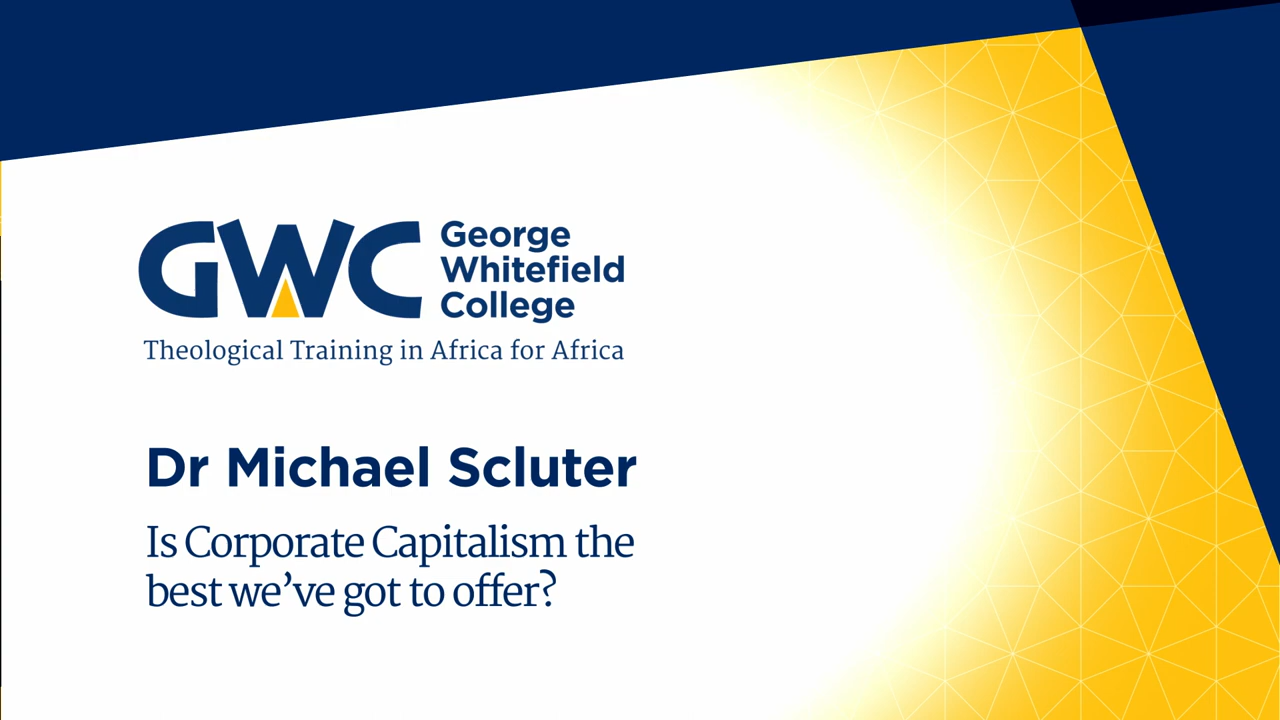 GWC
George
Whitefield
College
Theological Training in Africa for Africa
Dr Michael Scluter
Is Corporate Capitalism the
best we’ve got to offer?